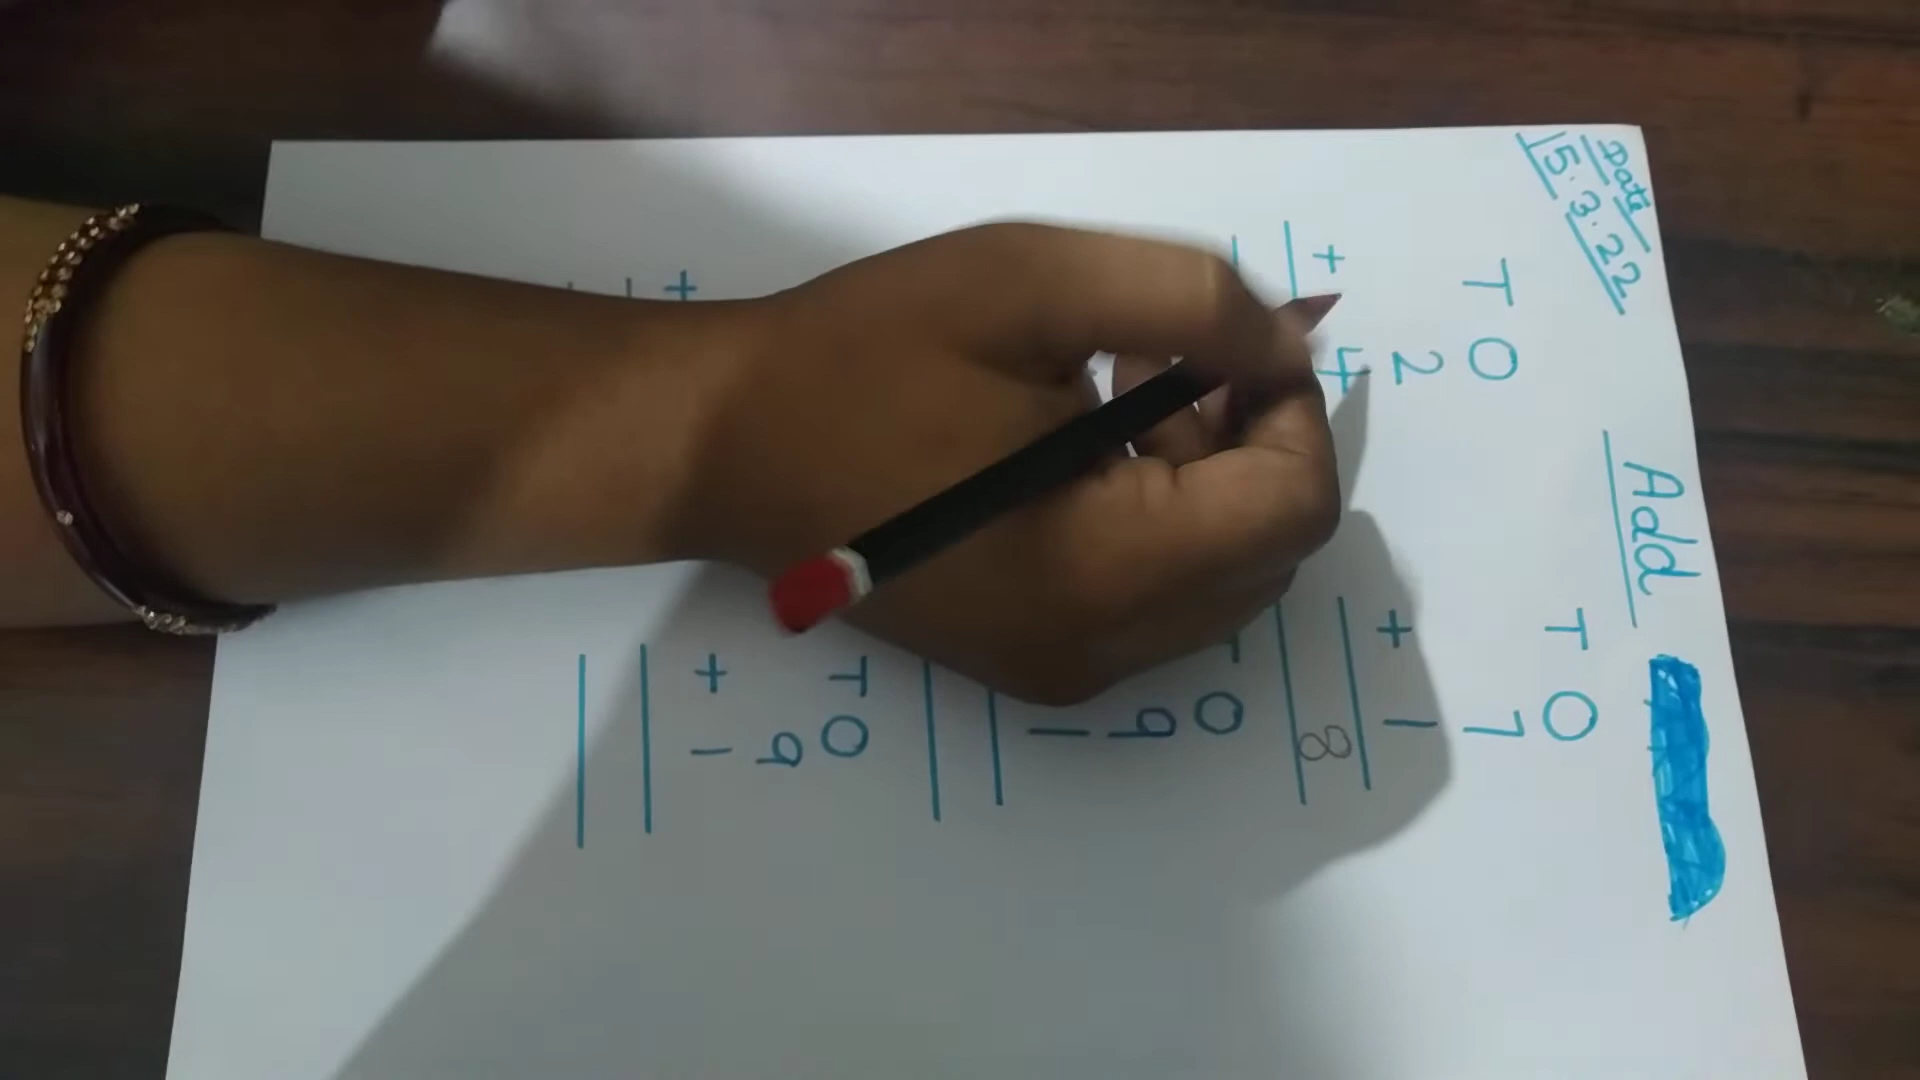 Date
15.3.22
Add
T O
2
+ 4
T O
7
+ 1
8
T O
9
1
+
T O
9
+ 1